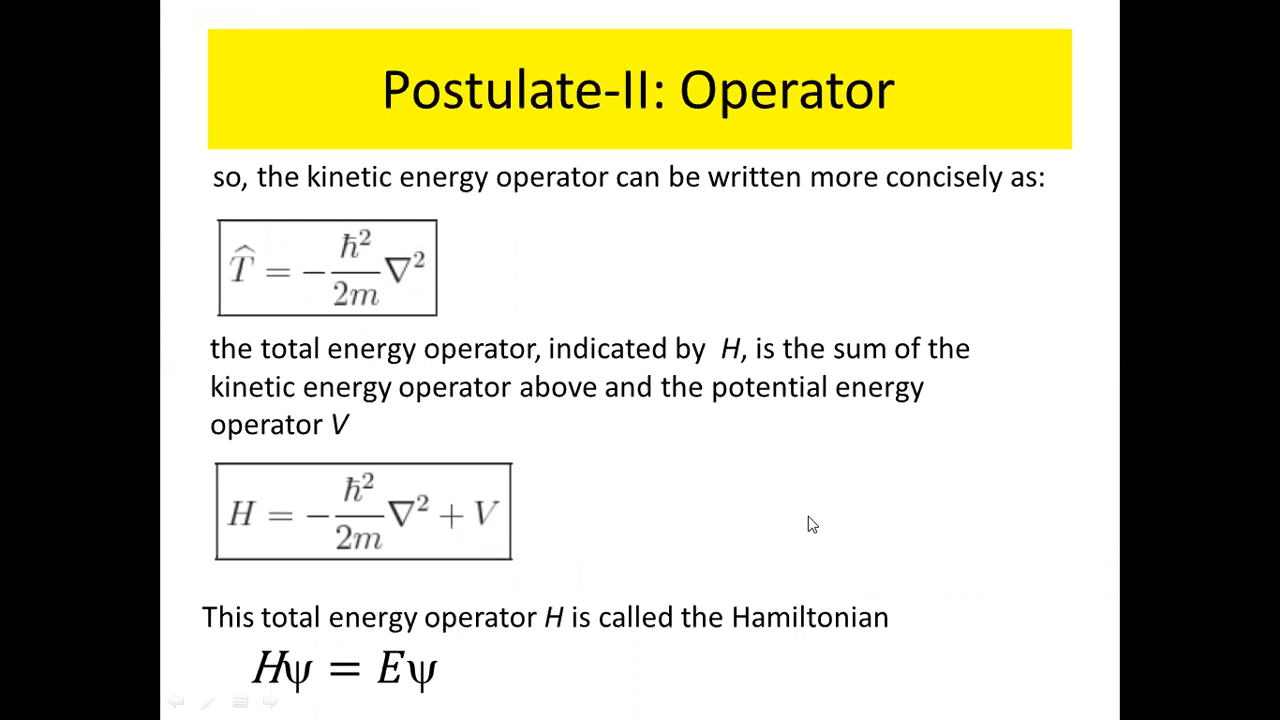 Postulate-II: Operator
so, the kinetic energy operator can be written more concisely as:
T̂ = −ħ²/2m ∇²
the total energy operator, indicated by H, is the sum of the
kinetic energy operator above and the potential energy
operator V
H = −ħ²/2m ∇² + V
This total energy operator H is called the Hamiltonian
Hψ = Eψ